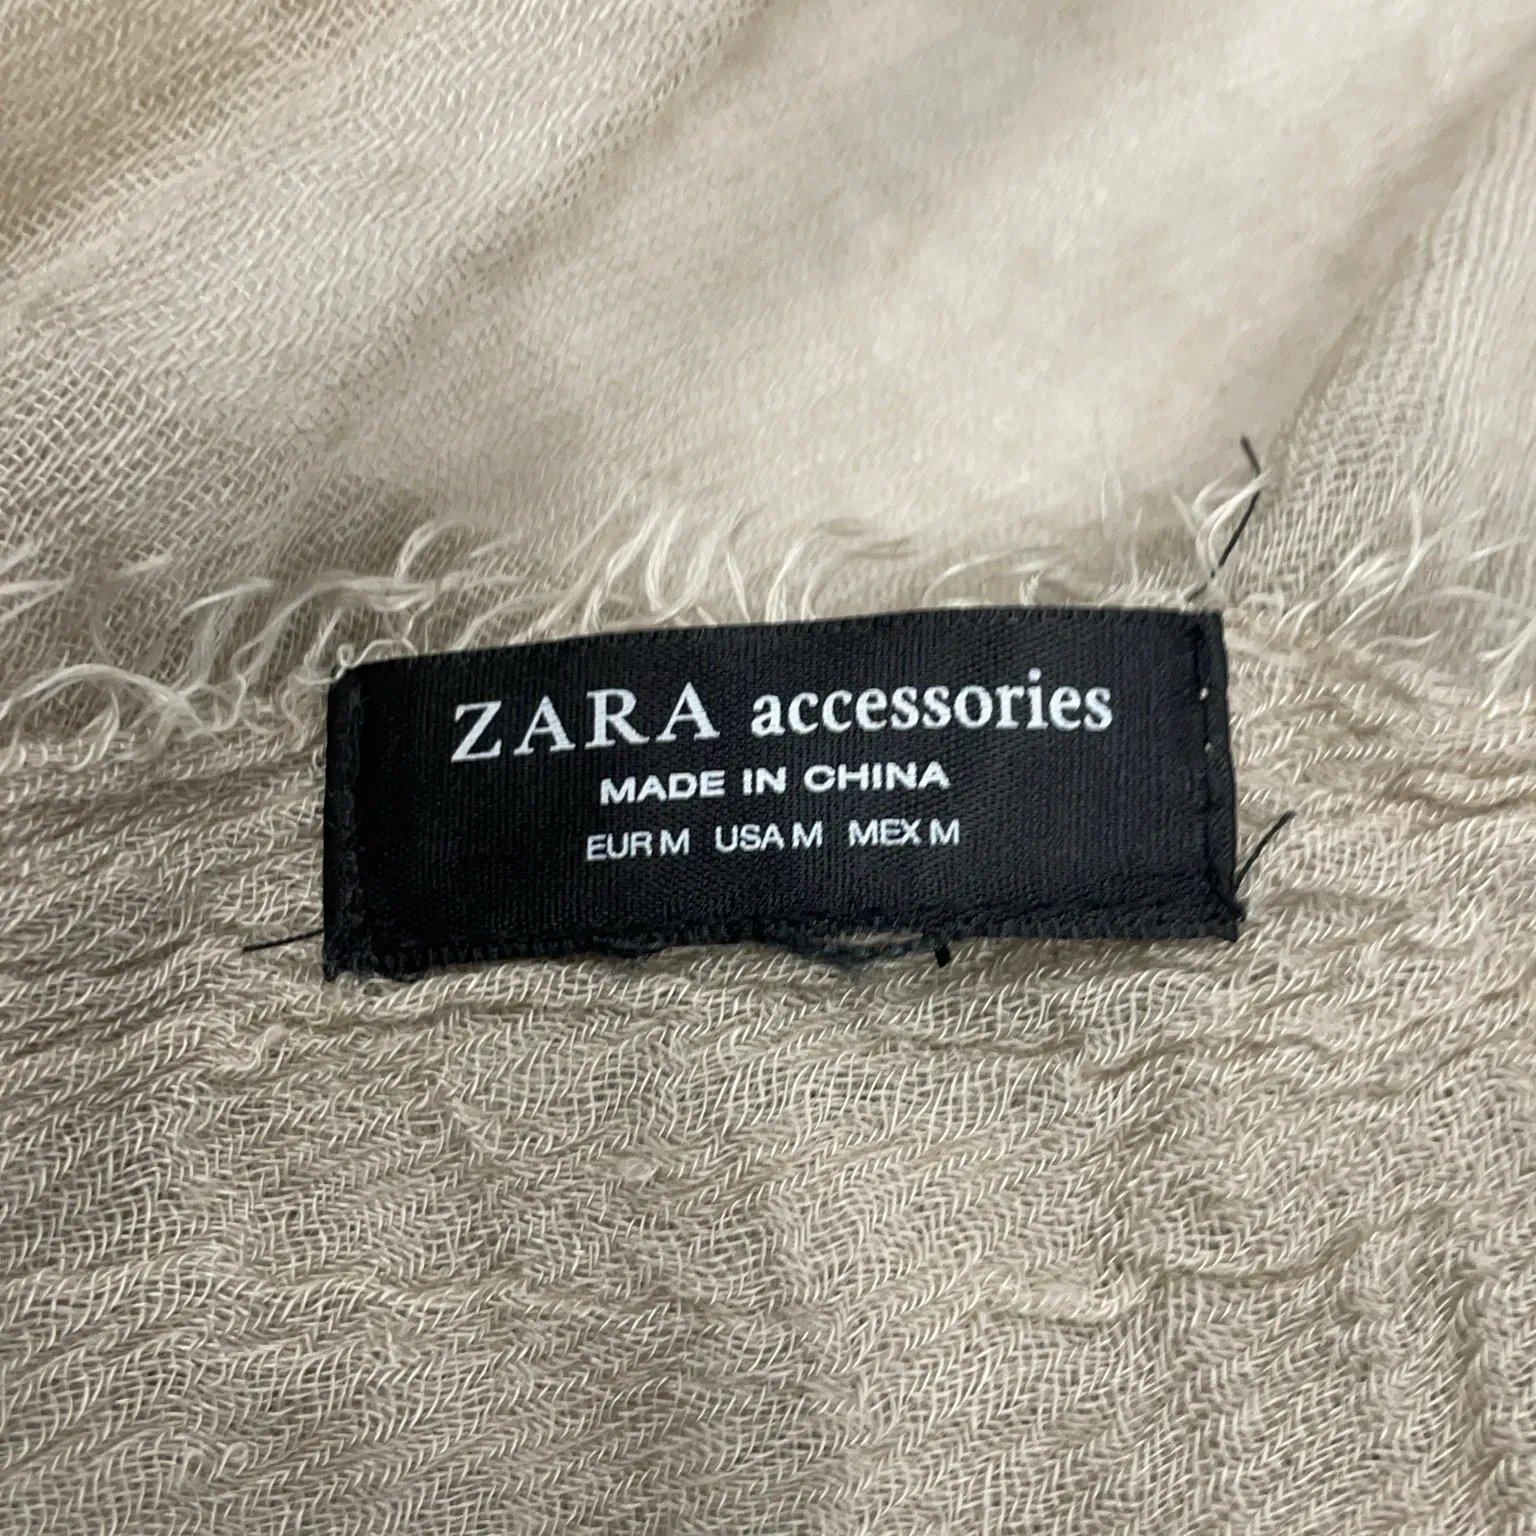 ZARA accessories
MADE IN CHINA
EUR M USA M MEX M